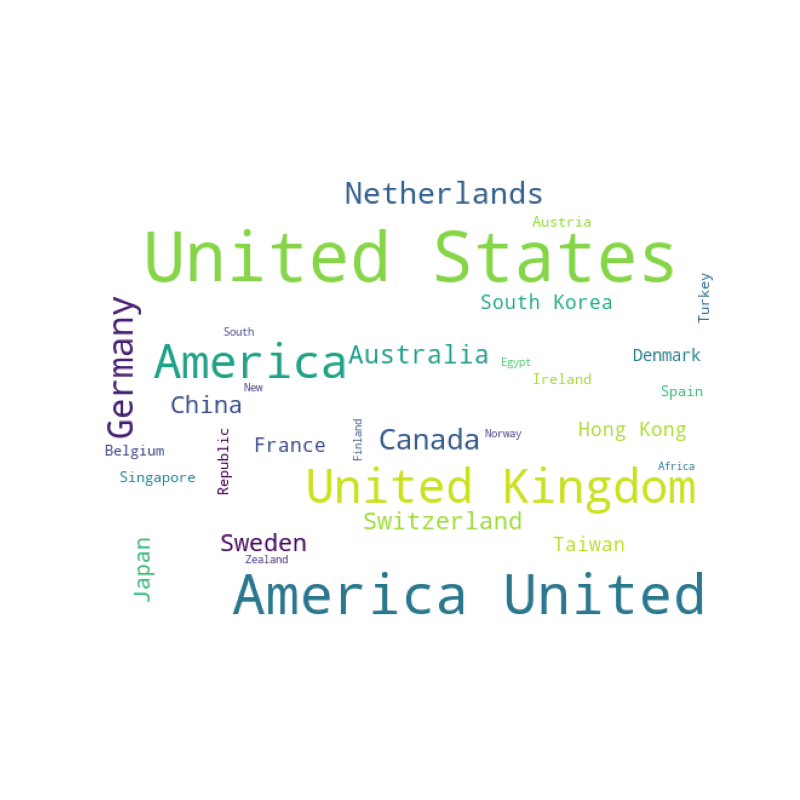 Netherlands
Austria
United States
Turkey
South Korea
Germany
South
America
Australia
Denmark
Egypt
Ireland
New
Spain
China
Hong Kong
Republic
France
Finland
Canada
Norway
Belgium
Africa
Singapore
United Kingdom
Switzerland
Japan
Sweden
Taiwan
Zealand
America United